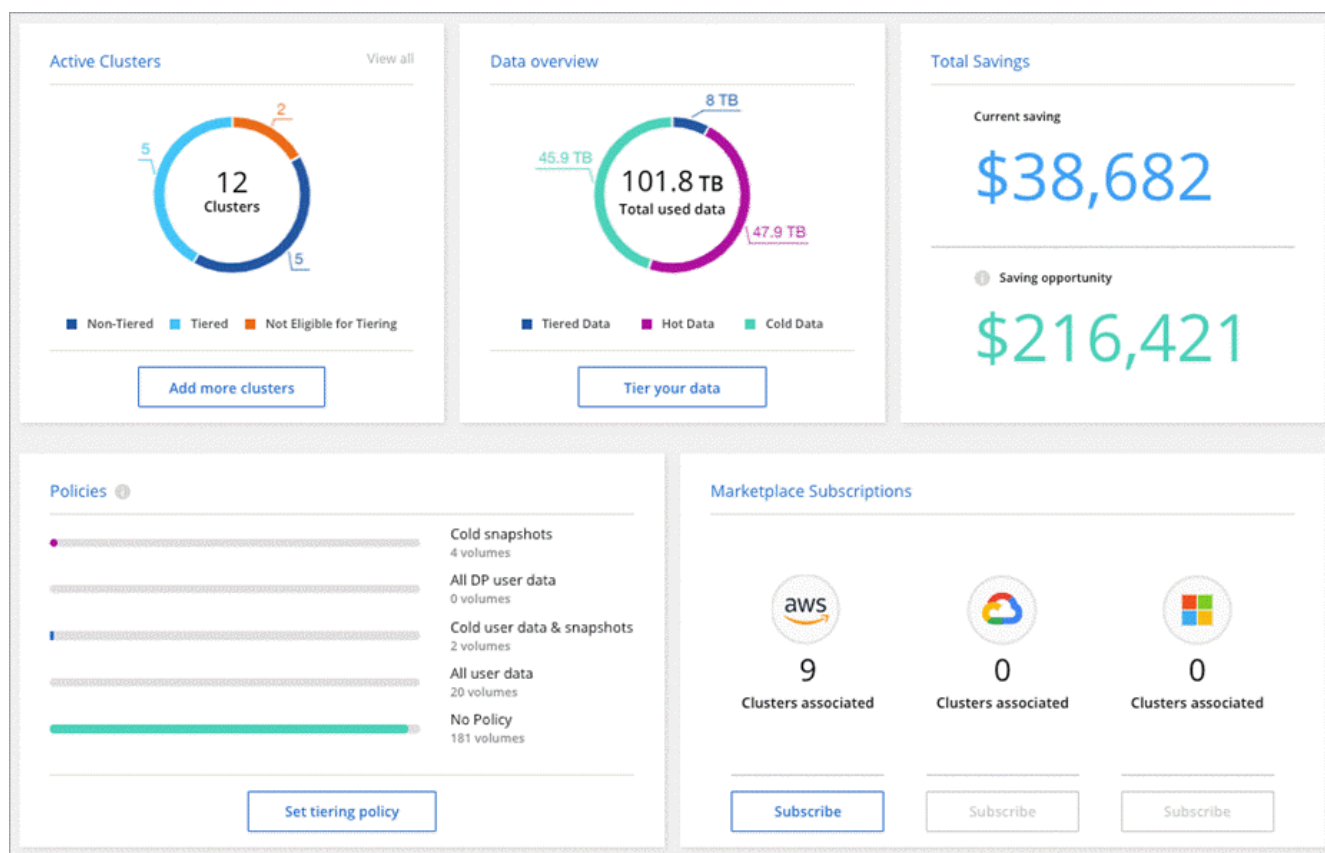 Active Clusters
View all
2
5
12
Clusters
5
Non-Tiered
Tiered
Not Eligible for Tiering
Add more clusters
Data overview
8 TB
45.9 TB
101.8 TB
Total used data
47.9 TB
Tiered Data
Hot Data
Cold Data
Tier your data
Total Savings
Current saving
$38,682
Saving opportunity
$216,421
Policies
Cold snapshots
4 volumes
All DP user data
0 volumes
Cold user data & snapshots
2 volumes
All user data
20 volumes
No Policy
181 volumes
Set tiering policy
Marketplace Subscriptions
aws
9
Clusters associated
Subscribe
0
Clusters associated
Subscribe
0
Clusters associated
Subscribe